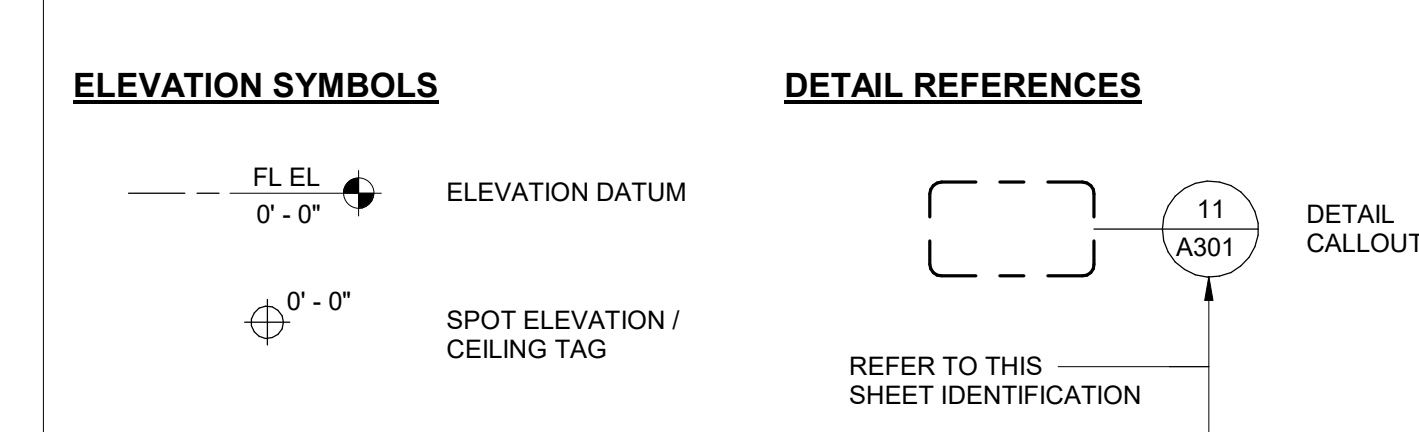 ELEVATION SYMBOLS
FL EL
0' - 0"
ELEVATION DATUM
0' - 0"
SPOT ELEVATION /
CEILING TAG
DETAIL REFERENCES
11
A301
DETAIL
CALLOUT
REFER TO THIS
SHEET IDENTIFICATION